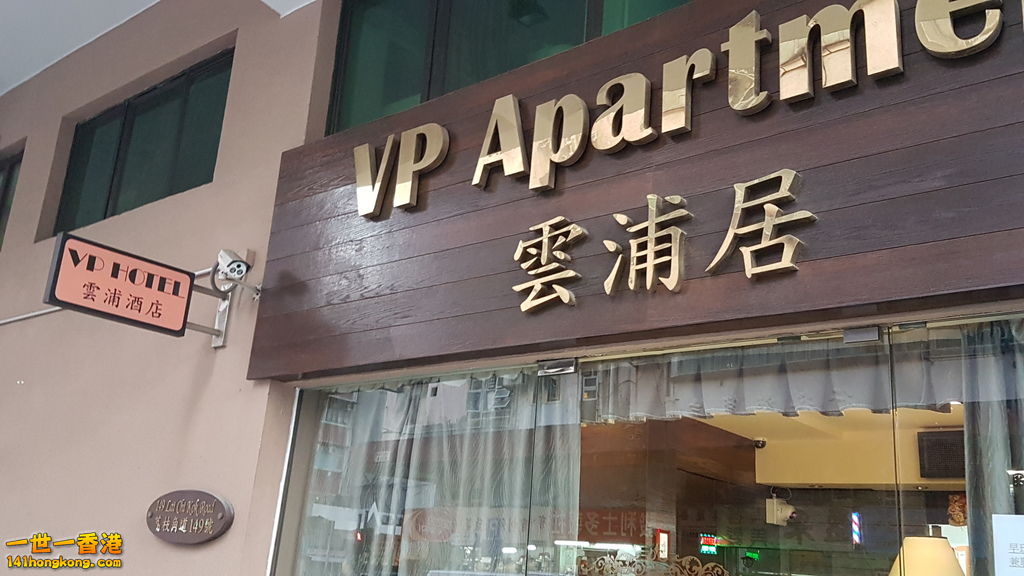 VP Apartme
雲浦居
VP HOTEL
雲浦酒店
149 Lai Chi Kok Road
荔枝角道149號
一世一香港
141hongkong.com